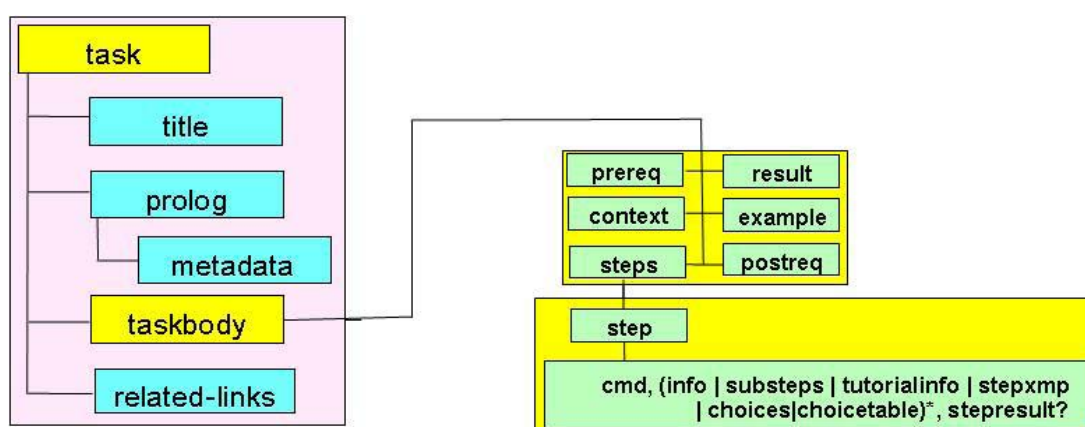 task
title
prolog
metadata
taskbody
related-links
prereq
result
context
example
steps
postreq
step
cmd, (info | substeps | tutorialinfo | stepxmp
| choices|choicetable)*, stepresult?